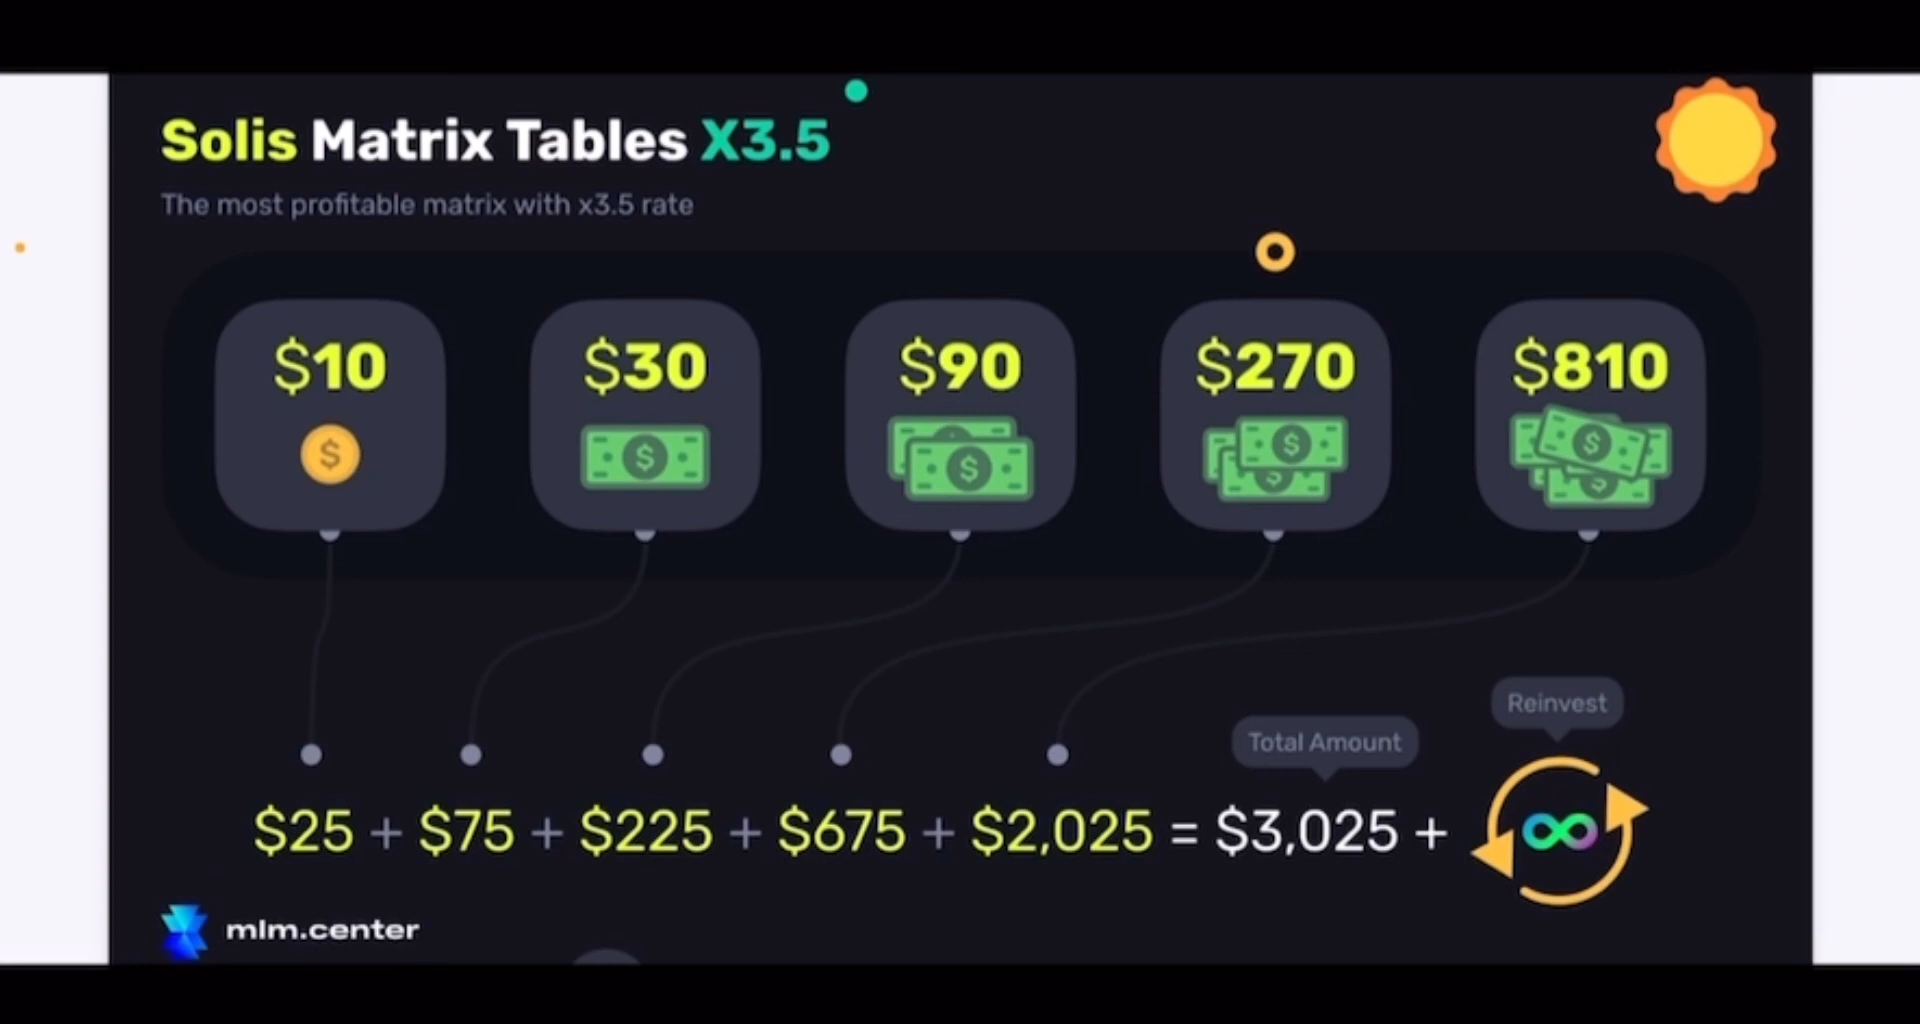 Solis Matrix Tables X3.5
The most profitable matrix with x3.5 rate
$10 $30 $90 $270 $810
Reinvest
Total Amount
$25 + $75 + $225 + $675 + $2,025 = $3,025 +
mlm.center